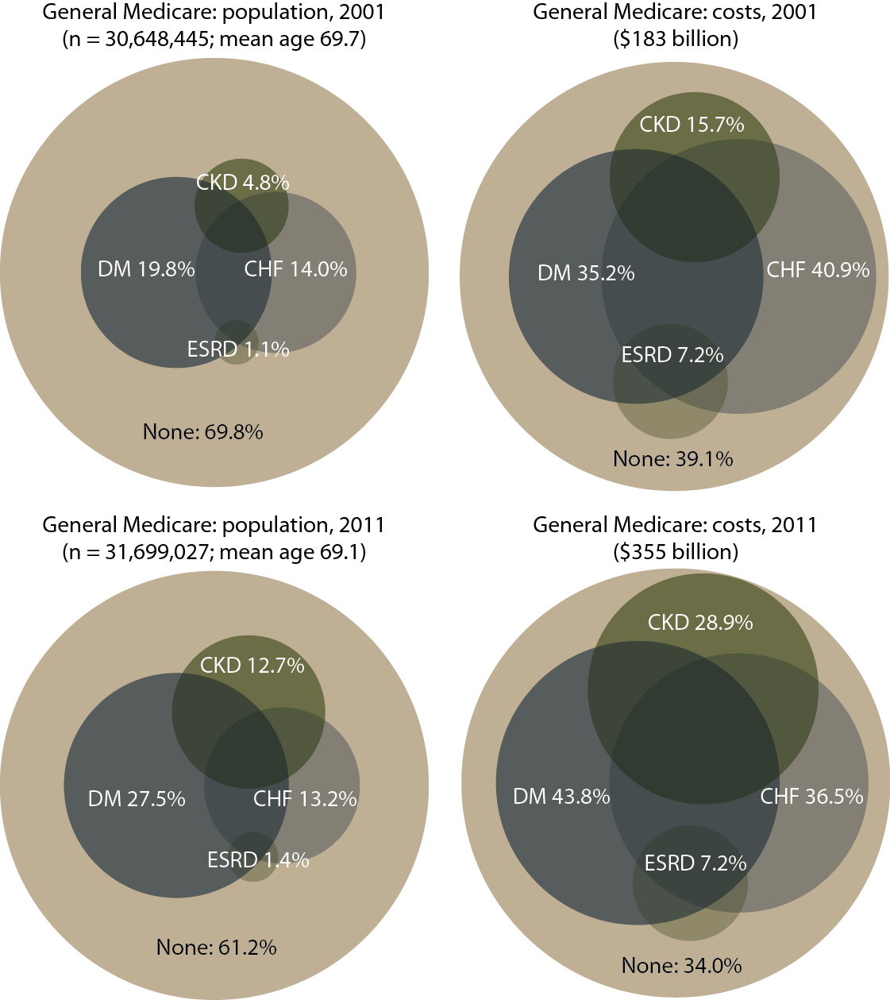 General Medicare: population, 2001
(n = 30,648,445; mean age 69.7)
CKD 4.8%
DM 19.8%
CHF 14.0%
ESRD 1.1%
None: 69.8%
General Medicare: costs, 2001
($183 billion)
CKD 15.7%
DM 35.2%
CHF 40.9%
ESRD 7.2%
None: 39.1%
General Medicare: population, 2011
(n = 31,699,027; mean age 69.1)
CKD 12.7%
DM 27.5%
CHF 13.2%
ESRD 1.4%
None: 61.2%
General Medicare: costs, 2011
($355 billion)
CKD 28.9%
DM 43.8%
CHF 36.5%
ESRD 7.2%
None: 34.0%